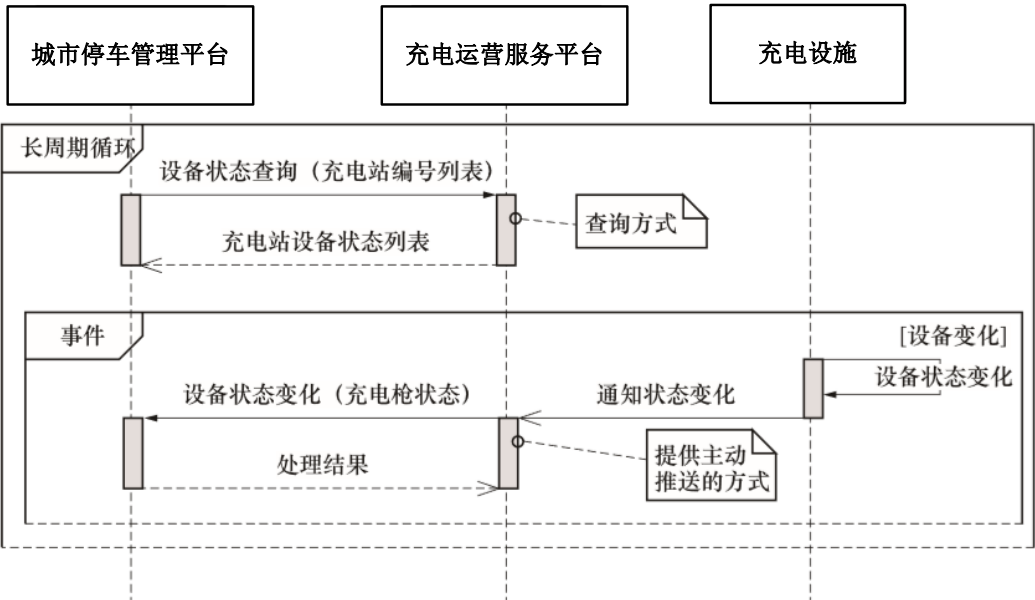 城市停车管理平台
充电运营服务平台
充电设施
长周期循环
设备状态查询（充电站编号列表）
查询方式
充电站设备状态列表
事件
[设备变化]
设备状态变化
设备状态变化（充电枪状态）
通知状态变化
提供主动
推送的方式
处理结果